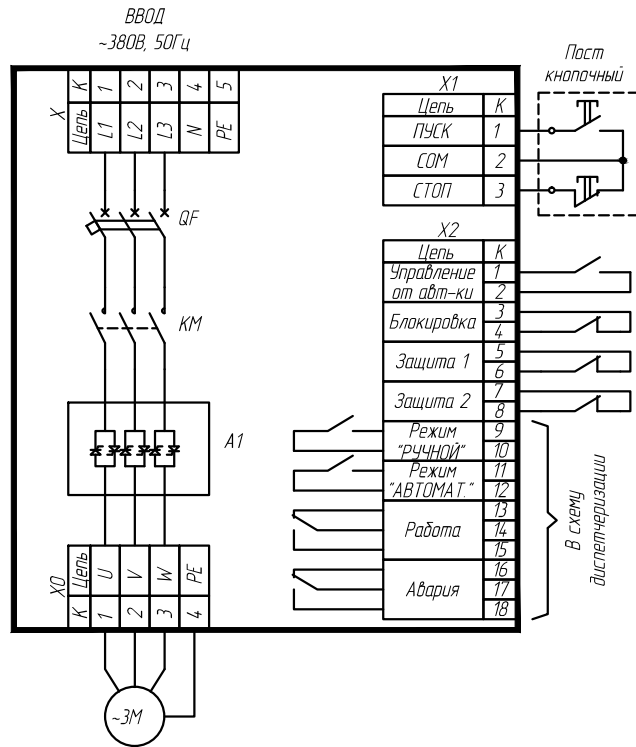 ВВОД
~380В, 50Гц
X
К 1 2 3 4 5
Цепь L1 L2 L3 N PE
QF
KM
A1
XO
Цепь U V W PE
К 1 2 3 4
~3М
X1
Цепь К
ПУСК 1
СОМ 2
СТОП 3
Пост
кнопочный
X2
Цепь К
Управление 1
от авт-ки 2
Блокировка 3
4
Защита 1 5
6
Защита 2 7
8
Режим 9
"РУЧНОЙ" 10
Режим 11
"АВТОМАТ." 12
13
Работа 14
15
16
Авария 17
18
В схему
диспетчеризации